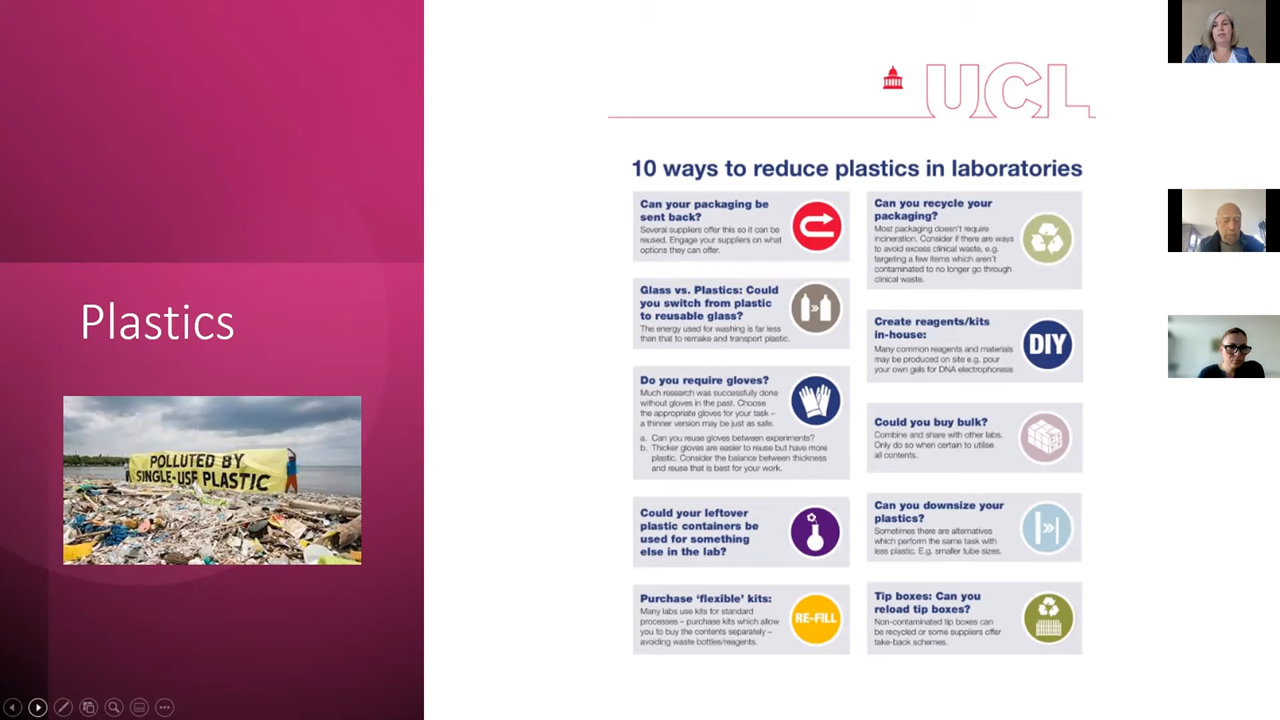 Plastics
POLLUTED BY
SINGLE-USE PLASTIC
UCL
10 ways to reduce plastics in laboratories
Can your packaging be
sent back?
Several suppliers offer this so it can be
reused. Engage your suppliers on what
options they can offer.
Glass vs. Plastics: Could
you switch from plastic
to reusable glass?
The energy used for washing is far less
than that to remake and transport plastic.
Do you require gloves?
Much research was successfully done
without gloves in the past. Choose
the appropriate gloves for your task –
a thinner version may be just as safe.
a. Can you reuse gloves between experiments?
b. Thicker gloves are easier to reuse but have more
plastic. Consider the balance between thickness
and reuse that is best for your work.
Could your leftover
plastic containers be
used for something
else in the lab?
Purchase ‘flexible’ kits:
Many labs use kits for standard
processes – purchase kits which allow
you to buy the contents separately –
avoiding waste bottles/reagents.
RE-FILL
Can you recycle your
packaging?
Most packaging doesn't require
incineration. Consider if there are ways
to avoid excess clinical waste, e.g.
targeting a few items which aren't
contaminated to no longer go through
clinical waste.
Create reagents/kits
in-house:
Many common reagents and materials
may be produced on site e.g. pour
your own gels for DNA electrophoresis
DIY
Could you buy bulk?
Combine and share with other labs.
Only do so when certain to utilise
all contents.
Can you downsize your
plastics?
Sometimes there are alternatives
which perform the same task with
less plastic. E.g. smaller tube sizes.
Tip boxes: Can you
reload tip boxes?
Non-contaminated tip boxes can
be recycled or some suppliers offer
take-back schemes.